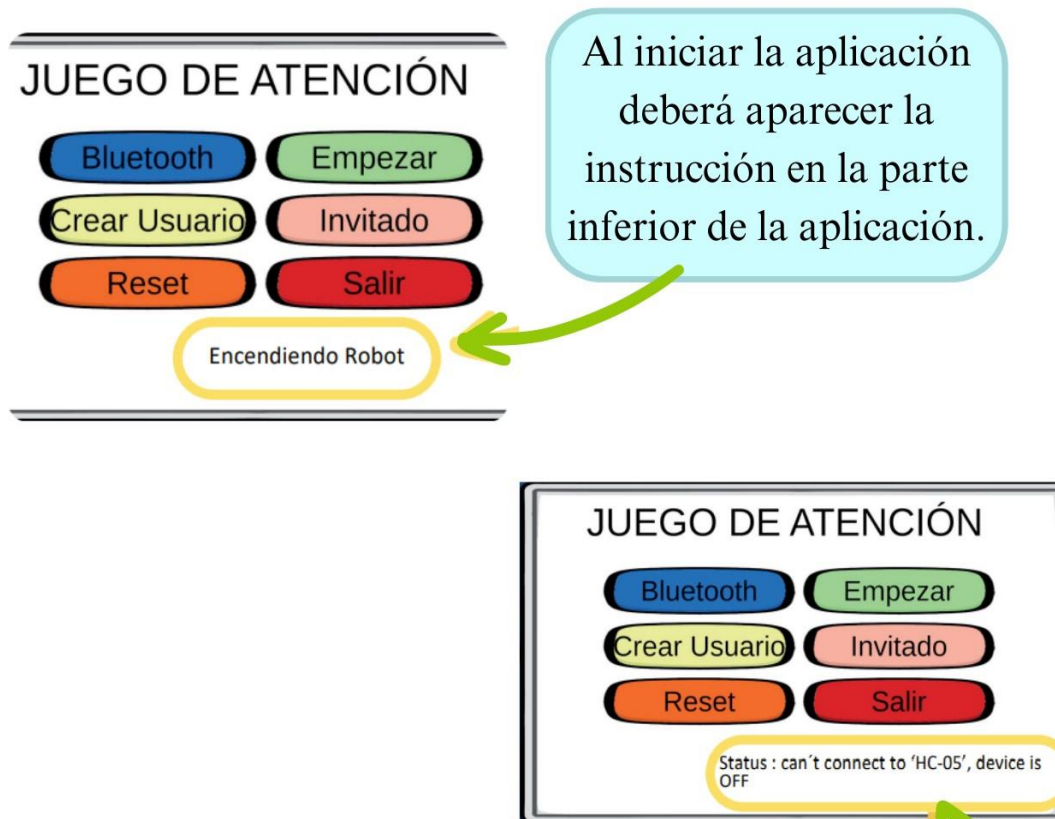 JUEGO DE ATENCIÓN
Bluetooth
Empezar
Crear Usuario
Invitado
Reset
Salir
Encendiendo Robot
Al iniciar la aplicación
deberá aparecer la
instrucción en la parte
inferior de la aplicación.
JUEGO DE ATENCIÓN
Bluetooth
Empezar
Crear Usuario
Invitado
Reset
Salir
Status : can´t connect to ‘HC-05’, device is
OFF